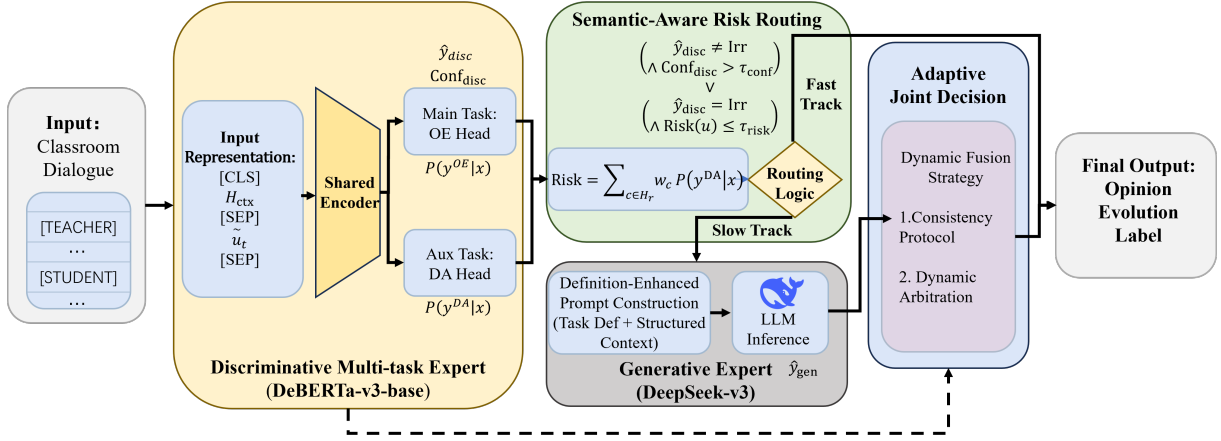 Input：
Classroom
Dialogue
[TEACHER]
...
[STUDENT]
...
Input
Representation:
[CLS]
H_ctx
[SEP]
ũ_t
[SEP]
Shared
Encoder
ŷ_disc
Conf_disc
Main Task:
OE Head
P(y^OE|x)
Aux Task:
DA Head
P(y^DA|x)
Discriminative Multi-task Expert
(DeBERTa-v3-base)
Semantic-Aware Risk Routing
( ŷ_disc ≠ Irr
∧ Conf_disc > τ_conf )
∨
( ŷ_disc = Irr
∧ Risk(u) ≤ τ_risk )
Fast
Track
Risk = ∑_{c∈H_r} w_c P(y^DA|x)
Routing
Logic
Slow Track
Definition-Enhanced
Prompt Construction
(Task Def + Structured
Context)
LLM
Inference
Generative Expert ŷ_gen
(DeepSeek-v3)
Adaptive
Joint Decision
Dynamic Fusion
Strategy
1.Consistency
Protocol
2. Dynamic
Arbitration
Final Output:
Opinion
Evolution
Label